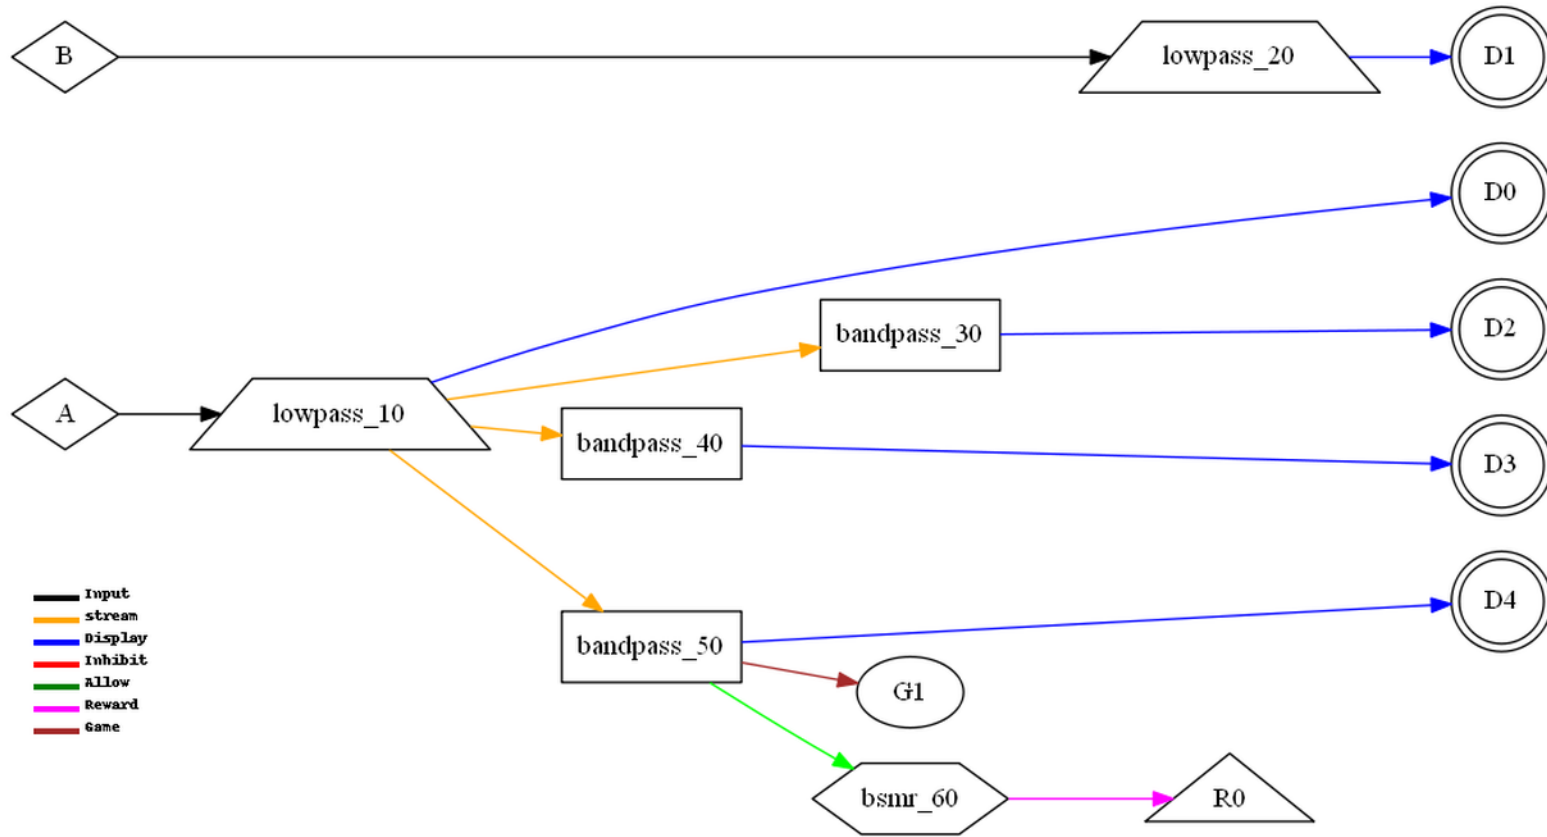 B
lowpass_20
D1
D0
bandpass_30
D2
A
lowpass_10
bandpass_40
D3
Input
stream
Display
Inhibit
Allow
Reward
Game
bandpass_50
D4
G1
bsmr_60
R0